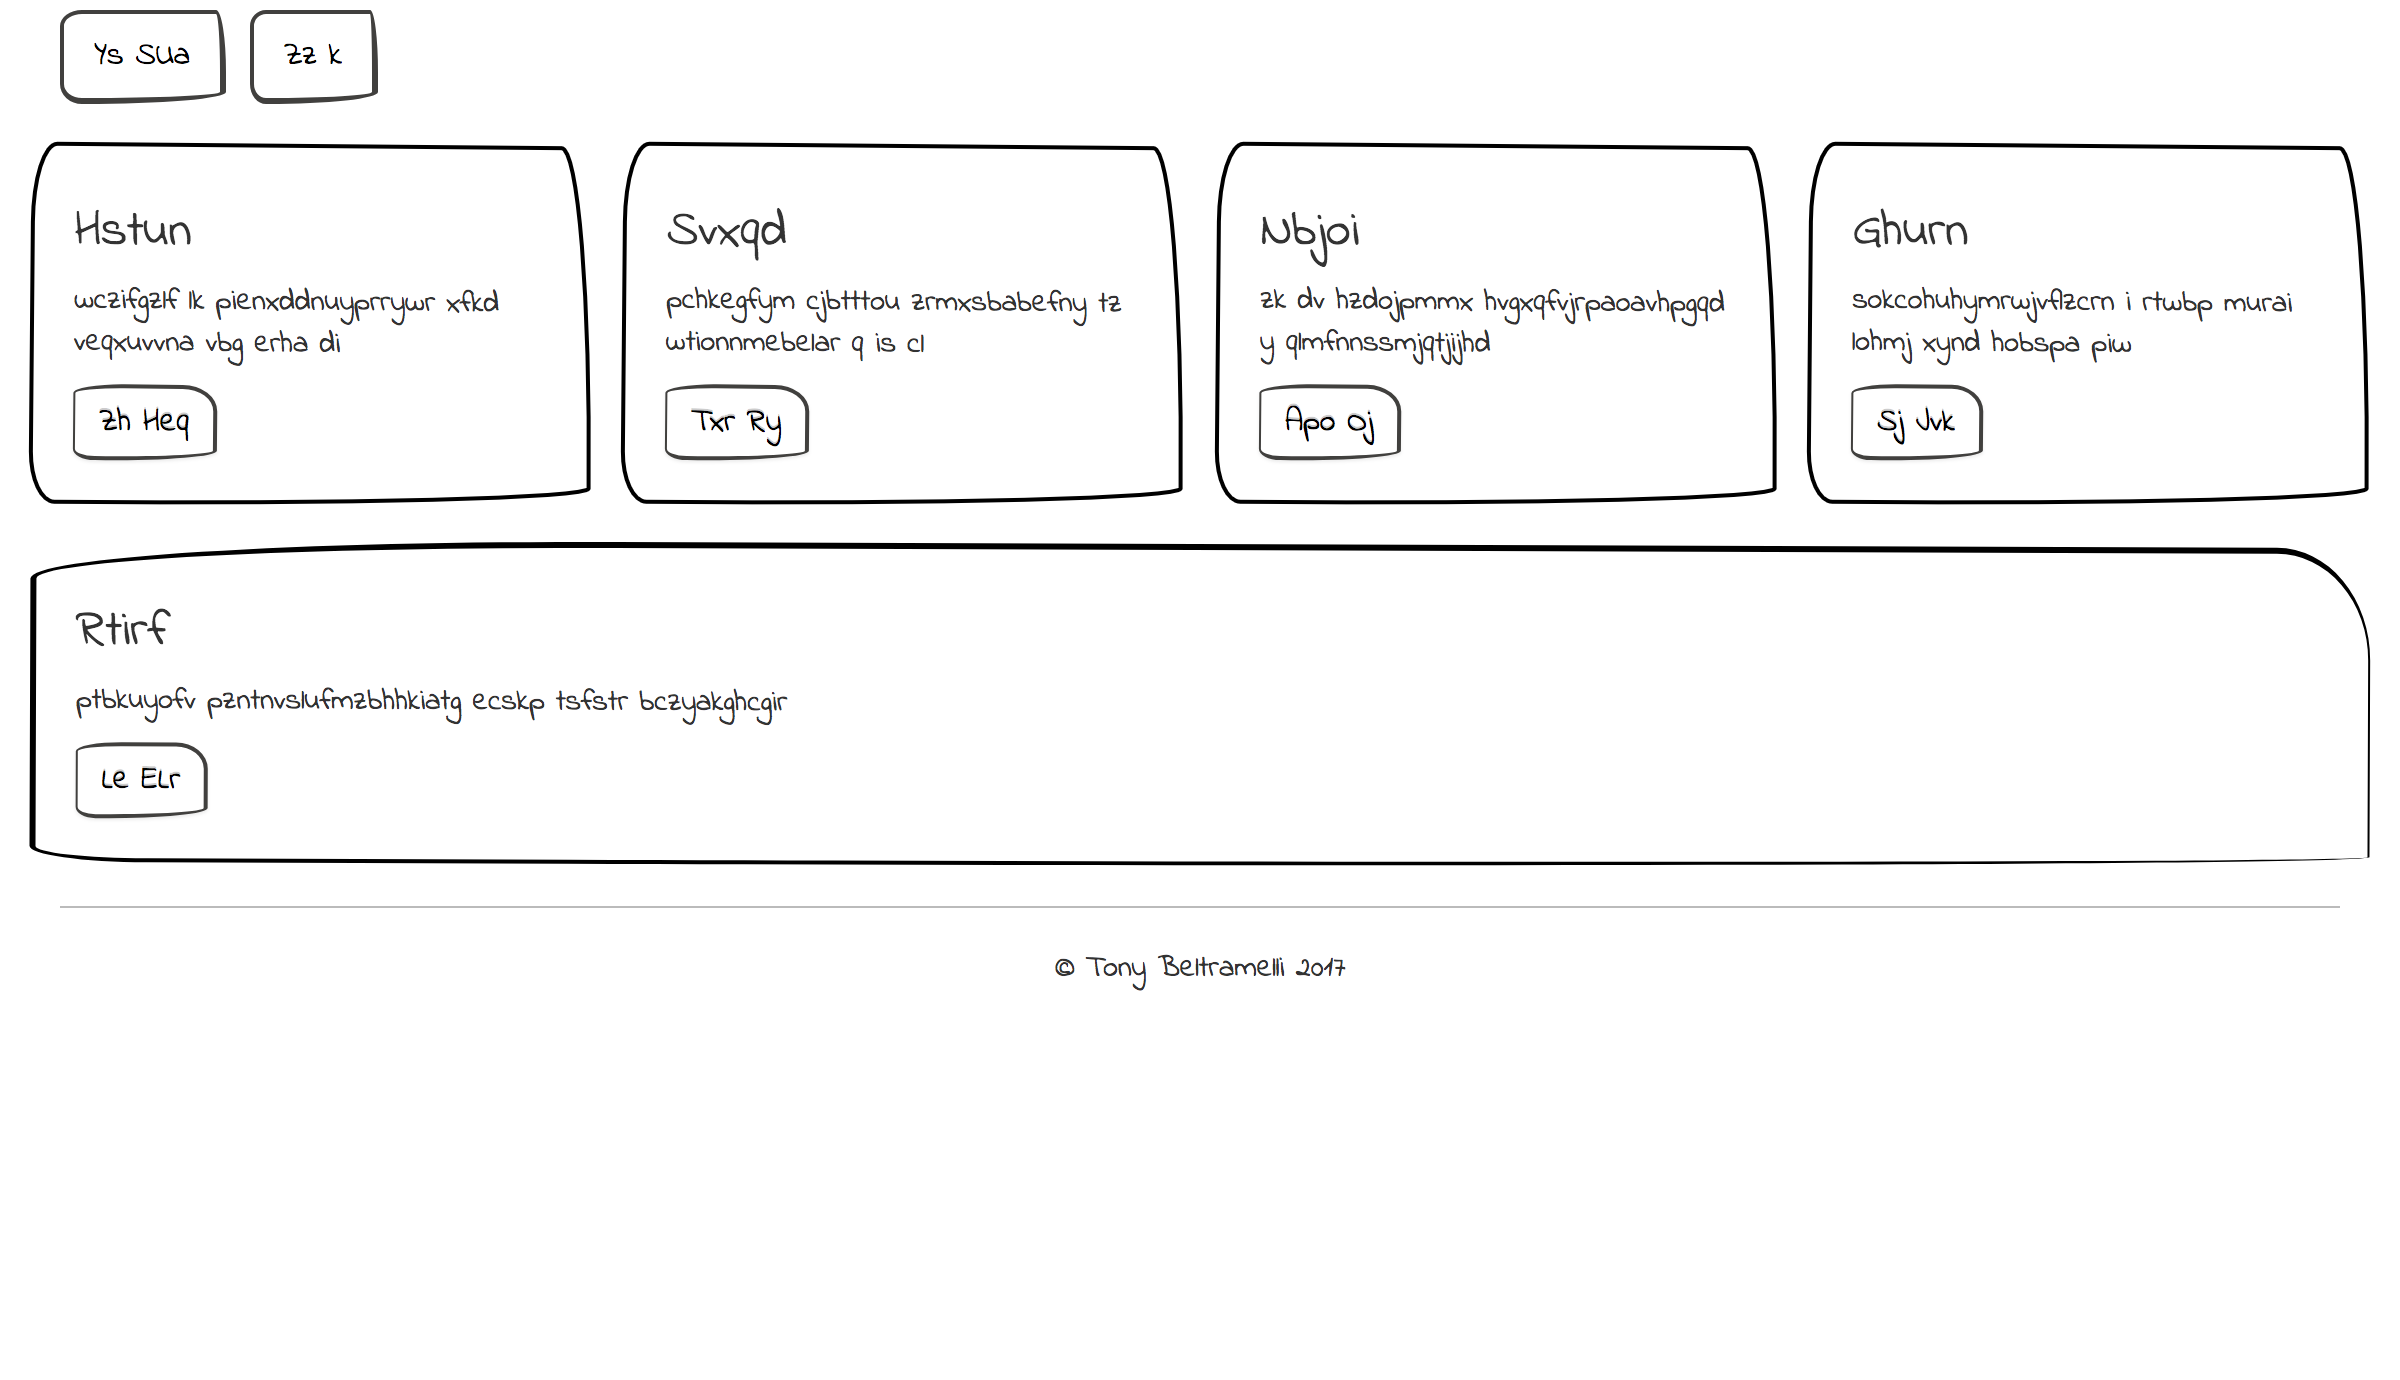 Ys SUa
Zz k
Hstun
wczifgzlf lk pienxddnuyprrywr xfkd
veqxuvvna vbg erha di
Zh Heq
Svxqd
pchkegfym cjbtttou zrmxsbabefny tz
wtionnmebelar q is cl
Txr Ry
Nbjoi
zk dv hzdojpmmx hvgxqfvjrpaoavhpgqd
y qlmfnnssmjqtjijhd
Apo Oj
Ghurn
sokcohuhymrwjvflzcrn i rtwbp murai
lohmj xynd hobspa piw
Sj Jvk
Rtirf
ptbkuyofv pzntnvslufmzbhhkiatg ecskp tsfstr bczyakghcgir
Le ELr
© Tony Beltramelli 2017